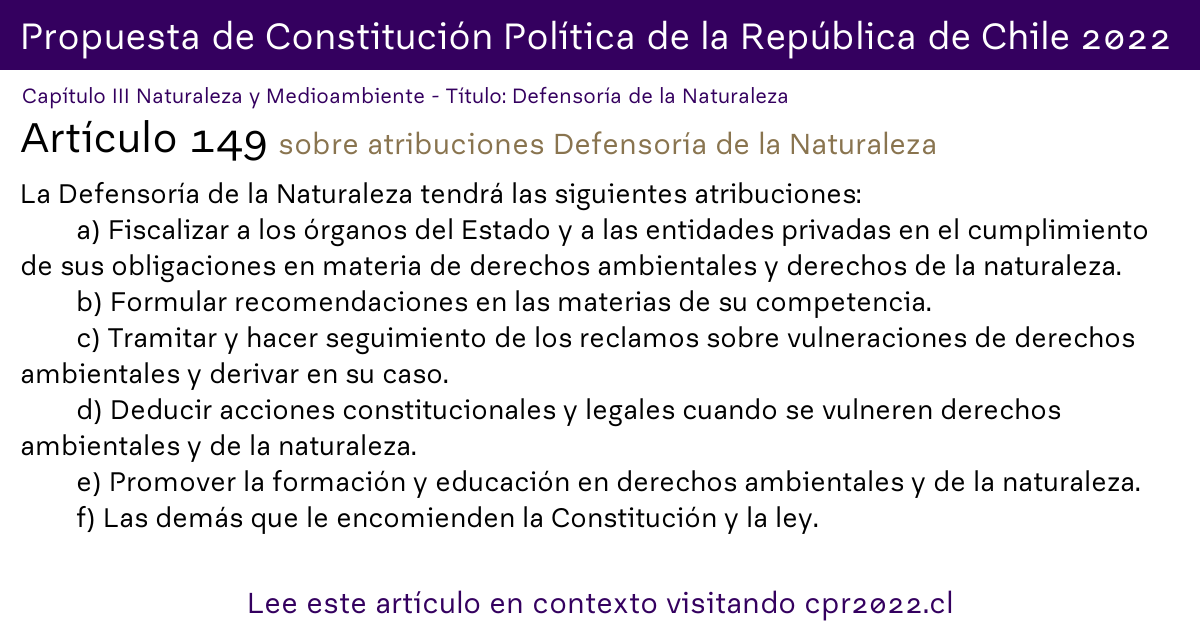 Propuesta de Constitución Política de la República de Chile 2022
Capítulo III Naturaleza y Medioambiente - Título: Defensoría de la Naturaleza
Artículo 149 sobre atribuciones Defensoría de la Naturaleza
La Defensoría de la Naturaleza tendrá las siguientes atribuciones:
a) Fiscalizar a los órganos del Estado y a las entidades privadas en el cumplimiento
de sus obligaciones en materia de derechos ambientales y derechos de la naturaleza.
b) Formular recomendaciones en las materias de su competencia.
c) Tramitar y hacer seguimiento de los reclamos sobre vulneraciones de derechos
ambientales y derivar en su caso.
d) Deducir acciones constitucionales y legales cuando se vulneren derechos
ambientales y de la naturaleza.
e) Promover la formación y educación en derechos ambientales y de la naturaleza.
f) Las demás que le encomienden la Constitución y la ley.
Lee este artículo en contexto visitando cpr2022.cl